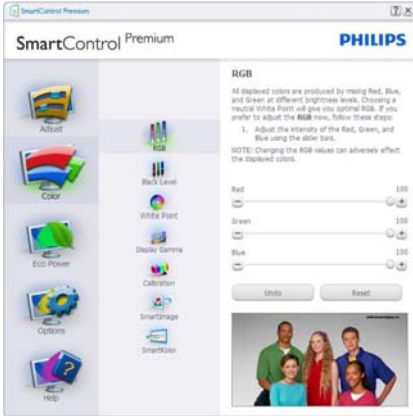 SmartControl Premium
SmartControl Premium
PHILIPS
Adjust
Color
Eco Power
Options
Help
RGB
Black Level
White Point
Display Gamma
Calibration
SmartImage
SmartKolor
RGB
All displayed colors are produced by mixing Red, Blue,
and Green at different brightness levels. Choosing a
neutral White Point will give you optimal RGB. If you
prefer to adjust the RGB now, follow these steps:
1. Adjust the intensity of the Red, Green, and
Blue using the slider bars.
NOTE: Changing the RGB values can adversely effect
the displayed colors.
Red 100
Green 100
Blue 100
Undo Reset